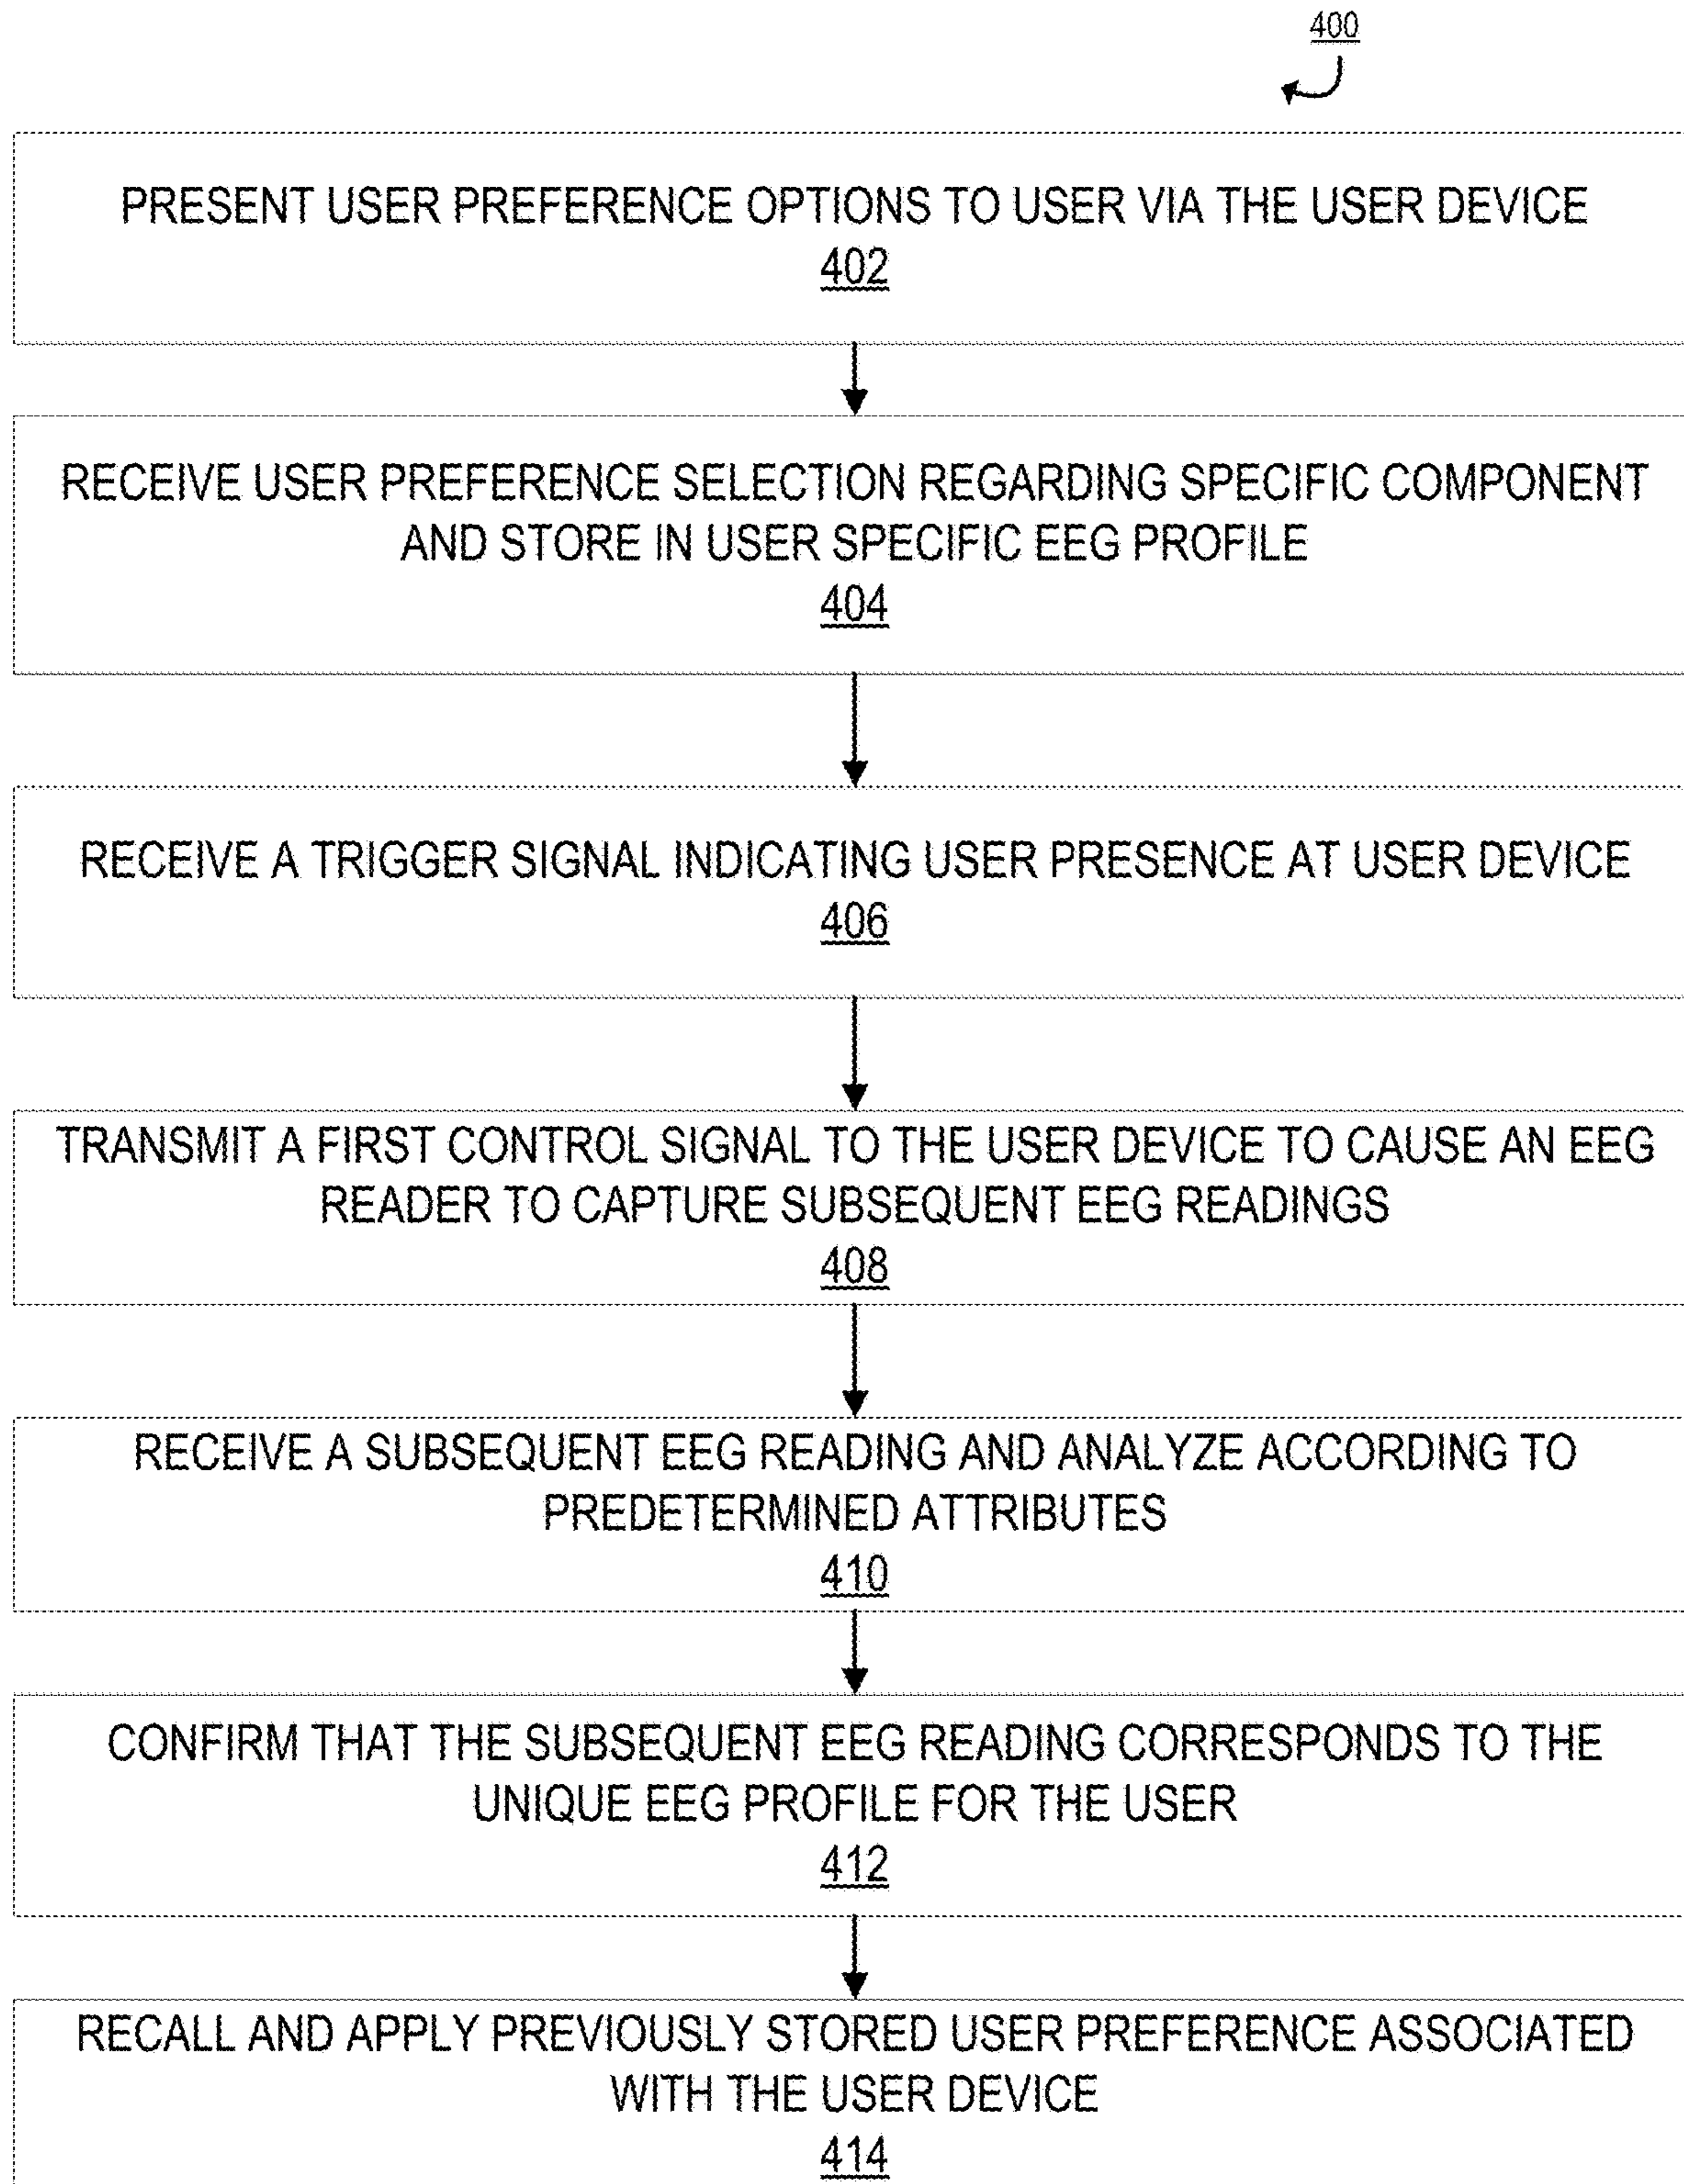 400
PRESENT USER PREFERENCE OPTIONS TO USER VIA THE USER DEVICE
402
RECEIVE USER PREFERENCE SELECTION REGARDING SPECIFIC COMPONENT
AND STORE IN USER SPECIFIC EEG PROFILE
404
RECEIVE A TRIGGER SIGNAL INDICATING USER PRESENCE AT USER DEVICE
406
TRANSMIT A FIRST CONTROL SIGNAL TO THE USER DEVICE TO CAUSE AN EEG
READER TO CAPTURE SUBSEQUENT EEG READINGS
408
RECEIVE A SUBSEQUENT EEG READING AND ANALYZE ACCORDING TO
PREDETERMINED ATTRIBUTES
410
CONFIRM THAT THE SUBSEQUENT EEG READING CORRESPONDS TO THE
UNIQUE EEG PROFILE FOR THE USER
412
RECALL AND APPLY PREVIOUSLY STORED USER PREFERENCE ASSOCIATED
WITH THE USER DEVICE
414